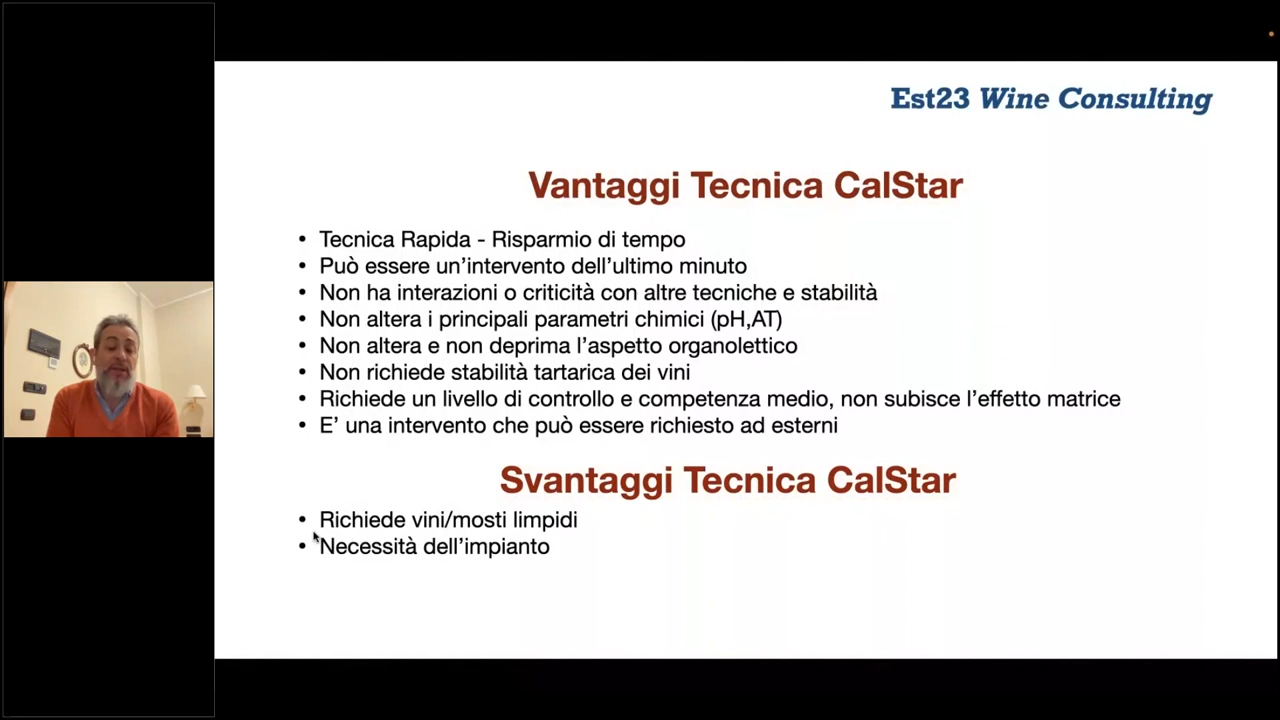 Est23 Wine Consulting
Vantaggi Tecnica CalStar
• Tecnica Rapida - Risparmio di tempo
• Può essere un'intervento dell'ultimo minuto
• Non ha interazioni o criticità con altre tecniche e stabilità
• Non altera i principali parametri chimici (pH,AT)
• Non altera e non deprima l'aspetto organolettico
• Non richiede stabilità tartarica dei vini
• Richiede un livello di controllo e competenza medio, non subisce l'effetto matrice
• E' una intervento che può essere richiesto ad esterni
Svantaggi Tecnica CalStar
• Richiede vini/mosti limpidi
• Necessità dell'impianto